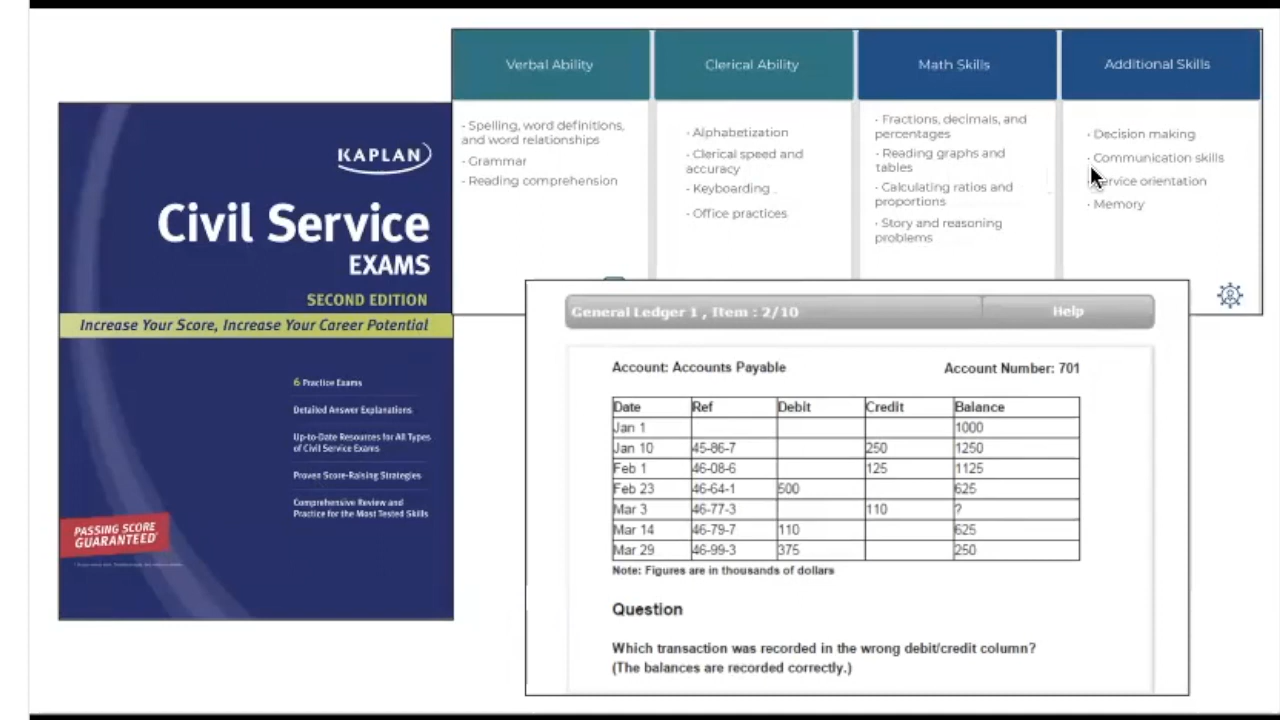 KAPLAN
Civil Service
EXAMS
SECOND EDITION
Increase Your Score, Increase Your Career Potential
6 Practice Exams
Detailed Answer Explanations
Up-to-Date Resources for All Types
of Civil Service Exams
Proven Score-Raising Strategies
Comprehensive Review and
Practice for the Most Tested Skills
PASSING SCORE
GUARANTEED*
Verbal Ability
- Spelling, word definitions,
and word relationships
- Grammar
- Reading comprehension
Clerical Ability
- Alphabetization
- Clerical speed and
accuracy
- Keyboarding
- Office practices
Math Skills
- Fractions, decimals, and
percentages
- Reading graphs and
tables
- Calculating ratios and
proportions
- Story and reasoning
problems
Additional Skills
- Decision making
- Communication skills
orientation
- Memory
General Ledger 1 , Item : 2/10 Help
Account: Accounts Payable Account Number: 701
Date Ref Debit Credit Balance
Jan 1 1000
Jan 10 45-86-7 250 1250
Feb 1 46-08-6 125 1125
Feb 23 46-64-1 500 625
Mar 3 46-77-3 110 ?
Mar 14 46-79-7 110 625
Mar 29 46-99-3 375 250
Note: Figures are in thousands of dollars
Question
Which transaction was recorded in the wrong debit/credit column?
(The balances are recorded correctly.)